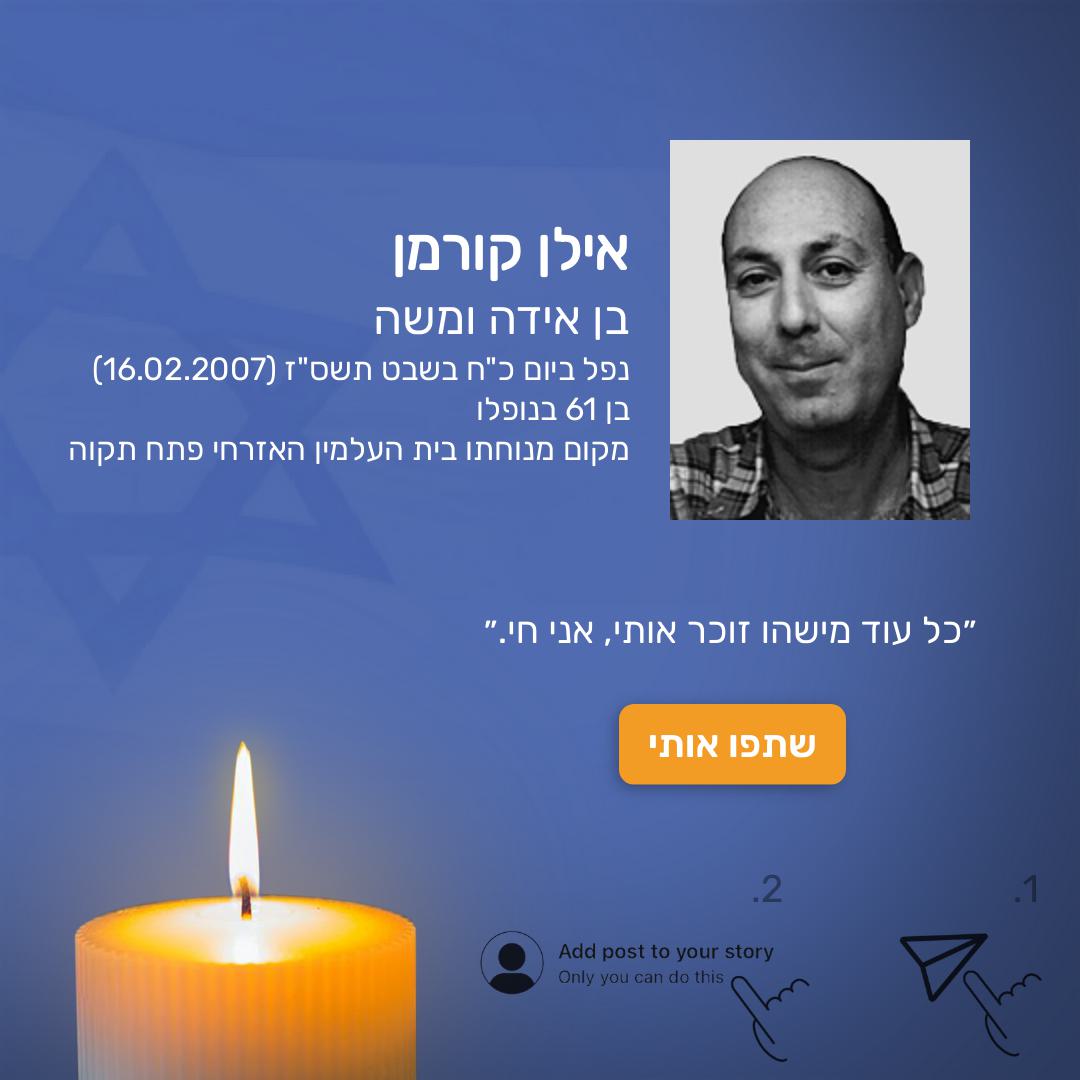 אילן קורמן
בן אידה ומשה
נפל ביום כ"ח בשבט תשס"ז (16.02.2007)
בן 61 בנופלו
מקום מנוחתו בית העלמין האזרחי פתח תקוה
״כל עוד מישהו זוכר אותי, אני חי.״
שתפו אותי
1.
2.
Add post to your story
Only you can do this